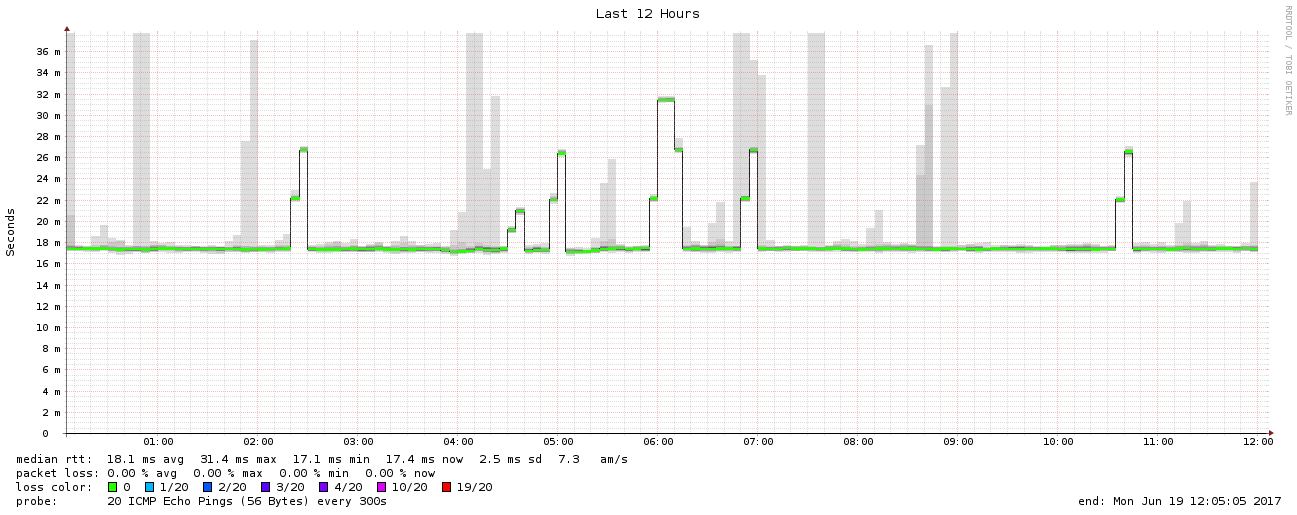 Last 12 Hours
RRDTOOL / TOBI OETIKER
Seconds
36 m
34 m
32 m
30 m
28 m
26 m
24 m
22 m
20 m
18 m
16 m
14 m
12 m
10 m
8 m
6 m
4 m
2 m
0
01:00 02:00 03:00 04:00 05:00 06:00 07:00 08:00 09:00 10:00 11:00 12:00
median rtt: 18.1 ms avg 31.4 ms max 17.1 ms min 17.4 ms now 2.5 ms sd 7.3 am/s
packet loss: 0.00 % avg 0.00 % max 0.00 % min 0.00 % now
loss color: 0 1/20 2/20 3/20 4/20 10/20 19/20
probe: 20 ICMP Echo Pings (56 Bytes) every 300s end: Mon Jun 19 12:05:05 2017